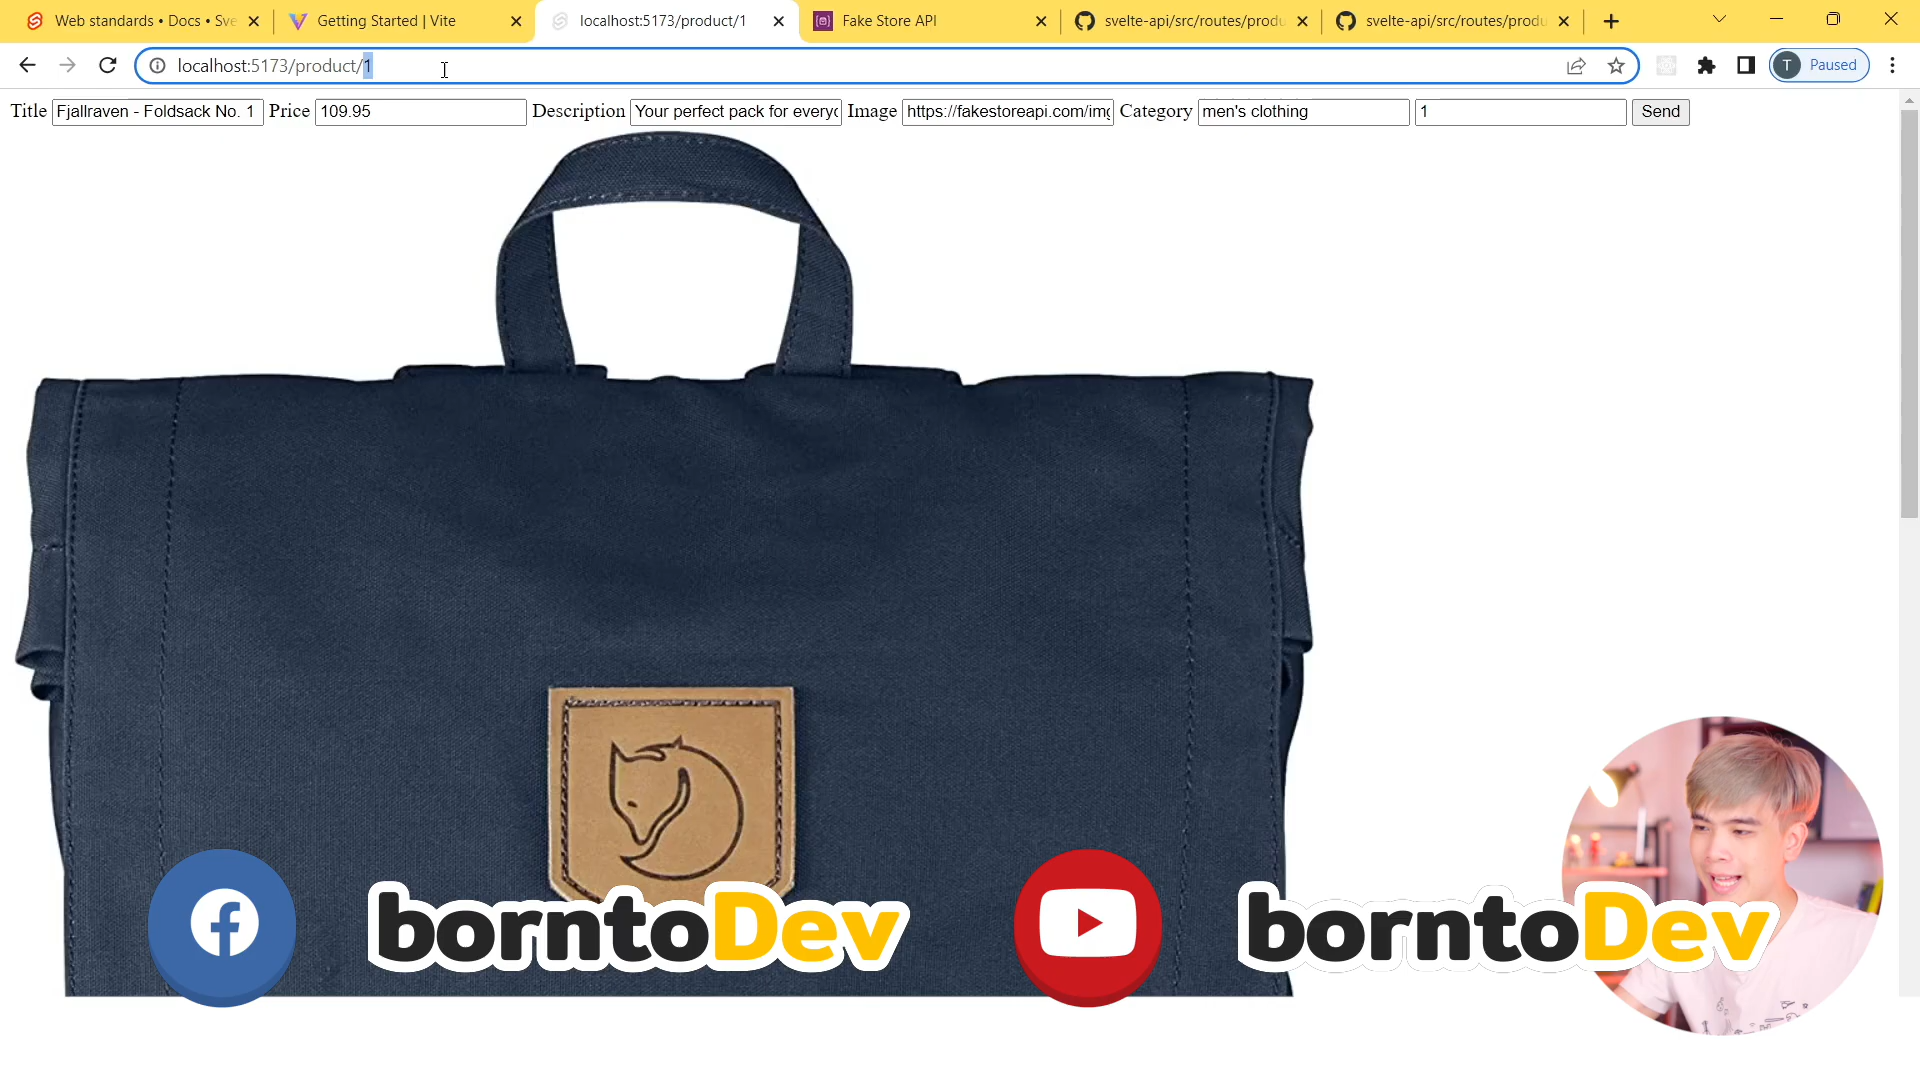 Web standards • Docs • Sve
Getting Started | Vite
localhost:5173/product/1
Fake Store API
svelte-api/src/routes/produ
svelte-api/src/routes/produ
localhost:5173/product/1
T Paused
Title Fjallraven - Foldsack No. 1 Price 109.95 Description Your perfect pack for everyd Image https://fakestoreapi.com/img Category men's clothing 1 Send
borntoDev
borntoDev